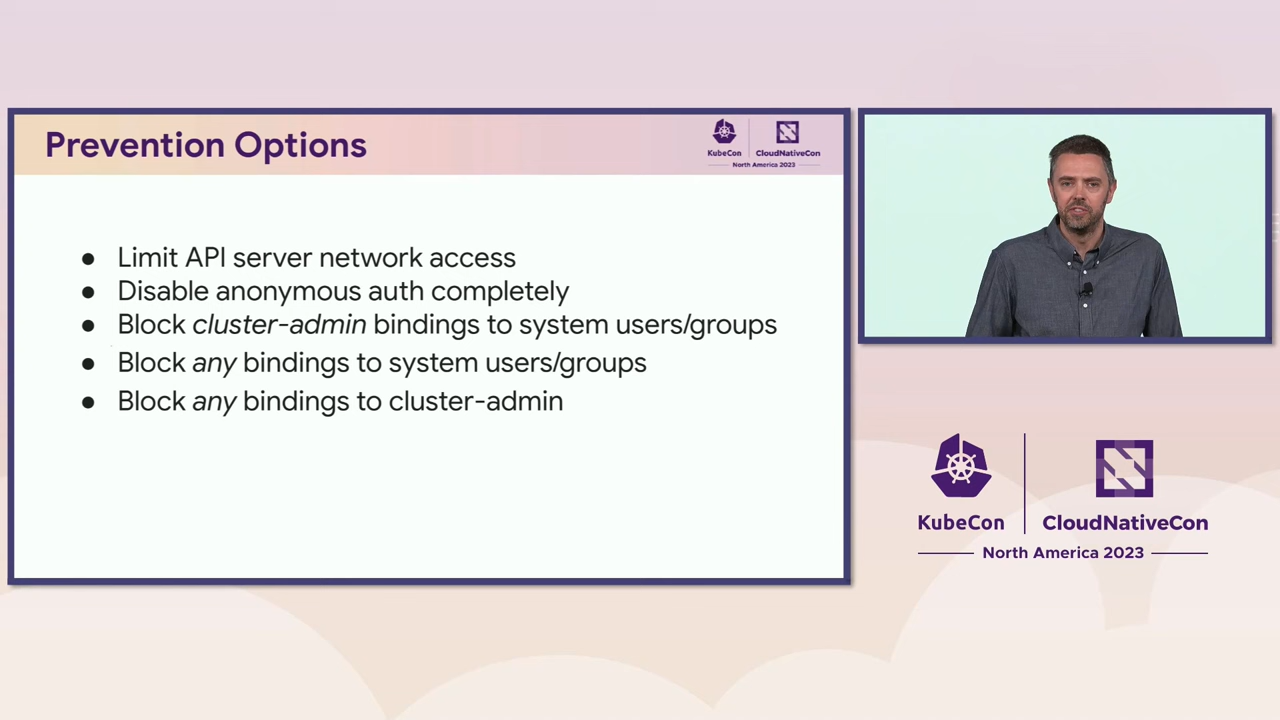 Prevention Options
KubeCon
CloudNativeCon
North America 2023
● Limit API server network access
● Disable anonymous auth completely
● Block cluster-admin bindings to system users/groups
● Block any bindings to system users/groups
● Block any bindings to cluster-admin
KubeCon
CloudNativeCon
North America 2023